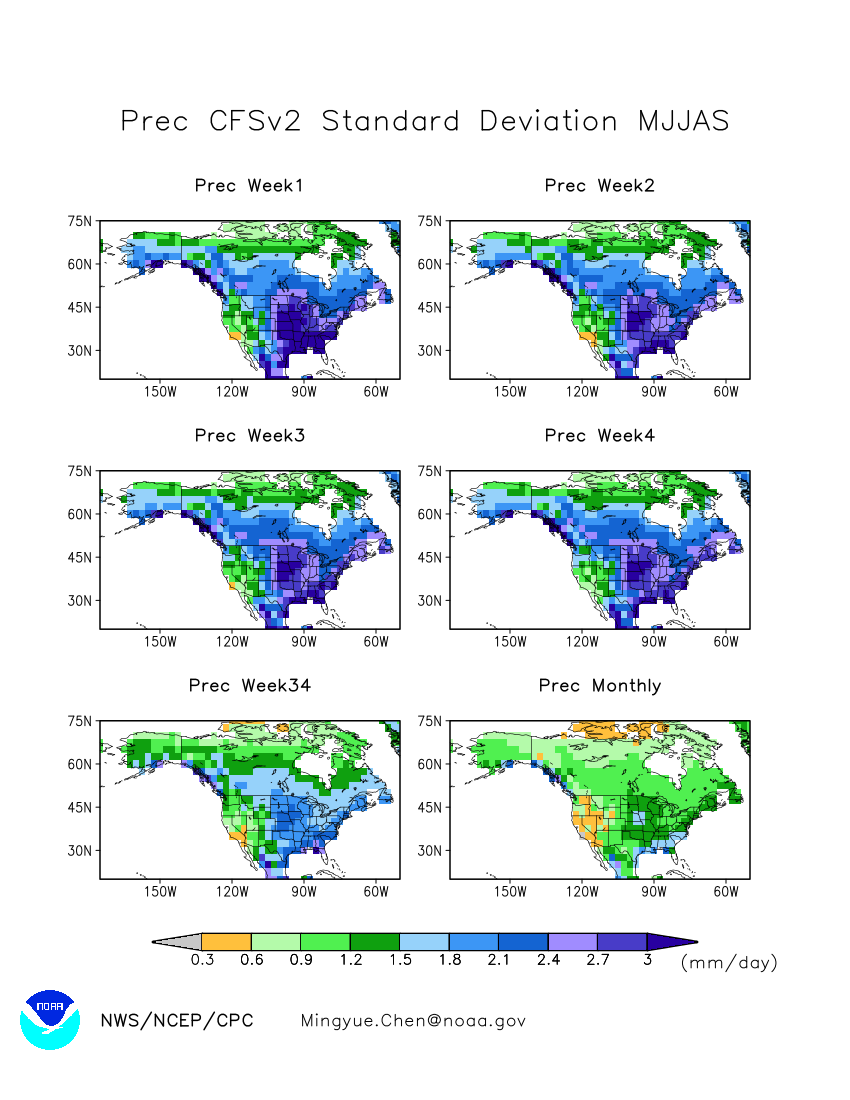 Prec CFSv2 Standard Deviation MJJAS
Prec Week1
Prec Week2
75N
60N
45N
30N
150W 120W 90W 60W
75N
60N
45N
30N
150W 120W 90W 60W
Prec Week3
Prec Week4
75N
60N
45N
30N
150W 120W 90W 60W
75N
60N
45N
30N
150W 120W 90W 60W
Prec Week34
Prec Monthly
75N
60N
45N
30N
150W 120W 90W 60W
75N
60N
45N
30N
150W 120W 90W 60W
0.3 0.6 0.9 1.2 1.5 1.8 2.1 2.4 2.7 3 (mm/day)
NOAA
NWS/NCEP/CPC Mingyue.Chen@noaa.gov